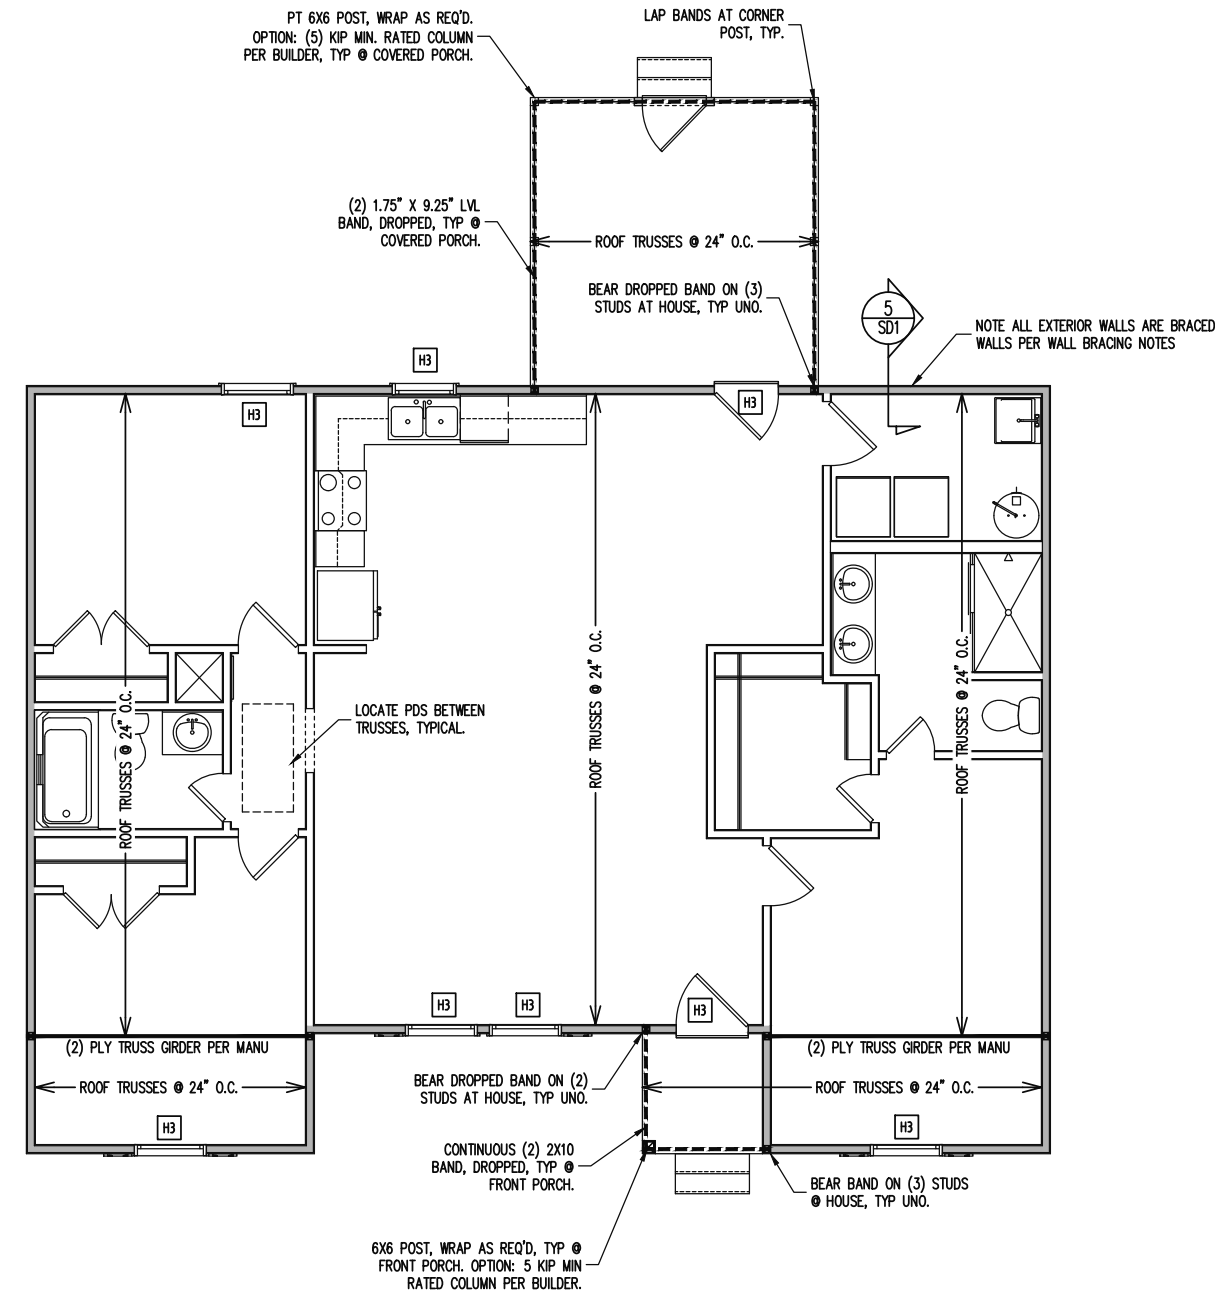 PT 6X6 POST, WRAP AS REQ'D.
OPTION: (5) KIP MIN. RATED COLUMN
PER BUILDER, TYP @ COVERED PORCH.
LAP BANDS AT CORNER
POST, TYP.
(2) 1.75" X 9.25" LVL
BAND, DROPPED, TYP @
COVERED PORCH.
ROOF TRUSSES @ 24" O.C.
BEAR DROPPED BAND ON (3)
STUDS AT HOUSE, TYP UNO.
5
SD1
NOTE ALL EXTERIOR WALLS ARE BRACED
WALLS PER WALL BRACING NOTES
H3
H3
H3
ROOF TRUSSES @ 24" O.C.
ROOF TRUSSES @ 24" O.C.
ROOF TRUSSES @ 24" O.C.
LOCATE PDS BETWEEN
TRUSSES, TYPICAL.
H3
H3
H3
(2) PLY TRUSS GIRDER PER MANU
(2) PLY TRUSS GIRDER PER MANU
ROOF TRUSSES @ 24" O.C.
ROOF TRUSSES @ 24" O.C.
BEAR DROPPED BAND ON (2)
STUDS AT HOUSE, TYP UNO.
H3
H3
CONTINUOUS (2) 2X10
BAND, DROPPED, TYP @
FRONT PORCH.
BEAR BAND ON (3) STUDS
@ HOUSE, TYP UNO.
6X6 POST, WRAP AS REQ'D, TYP @
FRONT PORCH. OPTION: 5 KIP MIN
RATED COLUMN PER BUILDER.